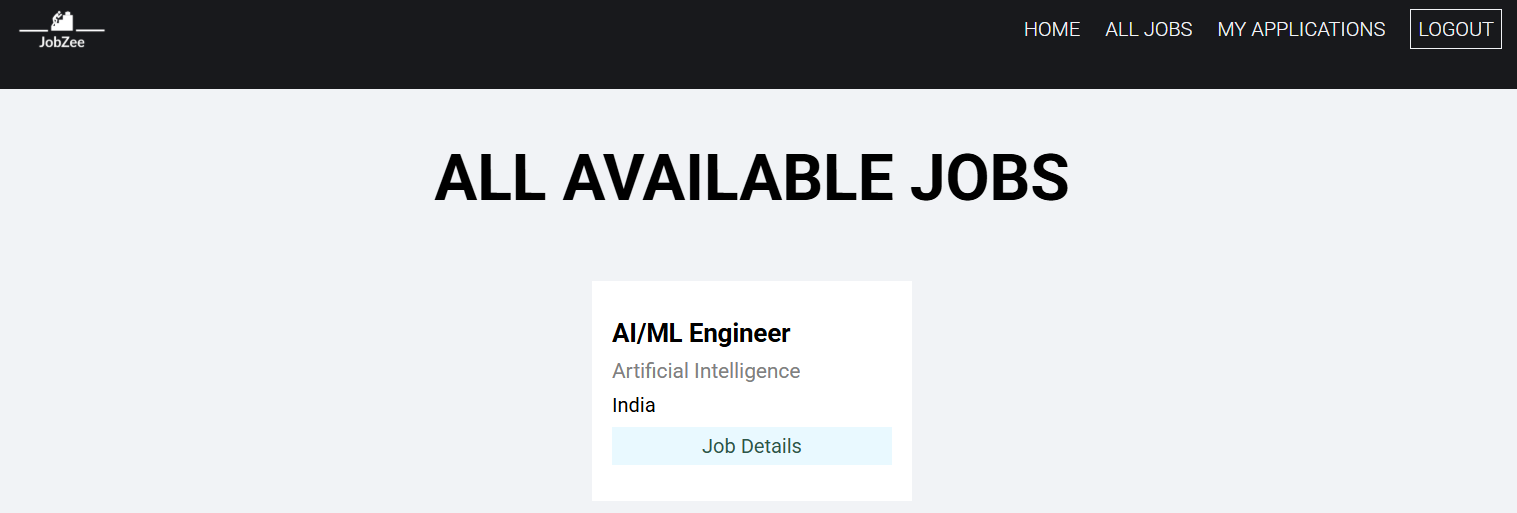 JobZee
HOME ALL JOBS MY APPLICATIONS LOGOUT
ALL AVAILABLE JOBS
AI/ML Engineer
Artificial Intelligence
India
Job Details